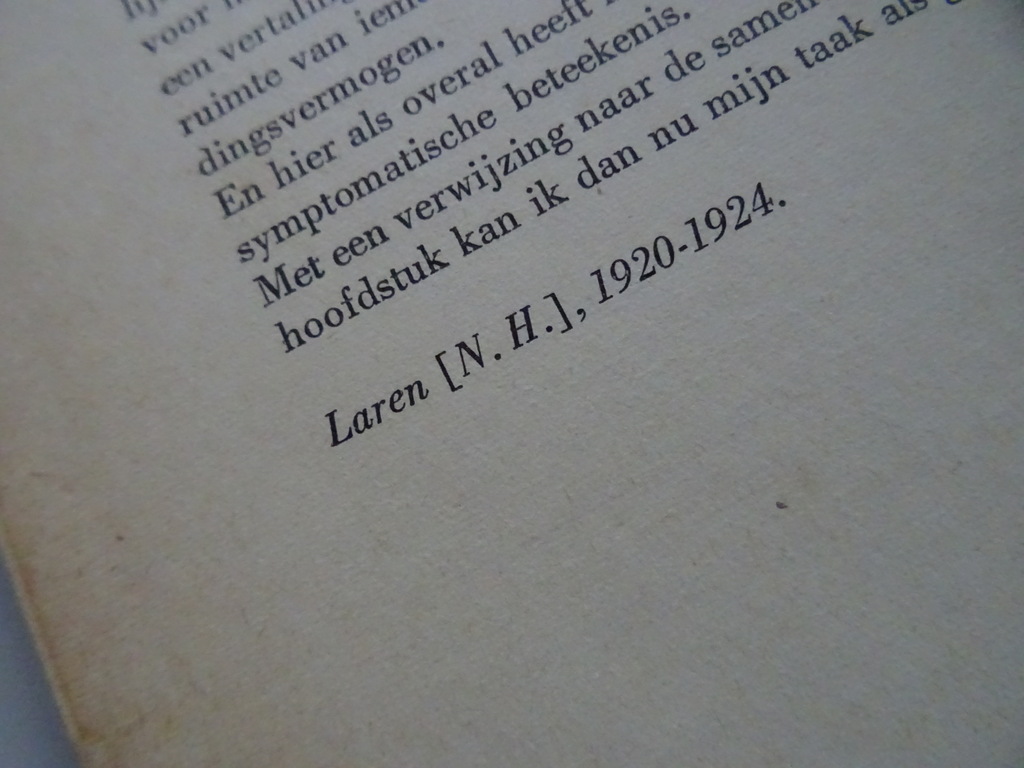 voor
een vertaling
ruimte van
dingsvermogen.
En hier als overal heeft
symptomatische beteekenis.
Met een verwijzing naar de samen
hoofdstuk kan ik dan nu mijn taak als
Laren [N. H.], 1920-1924.